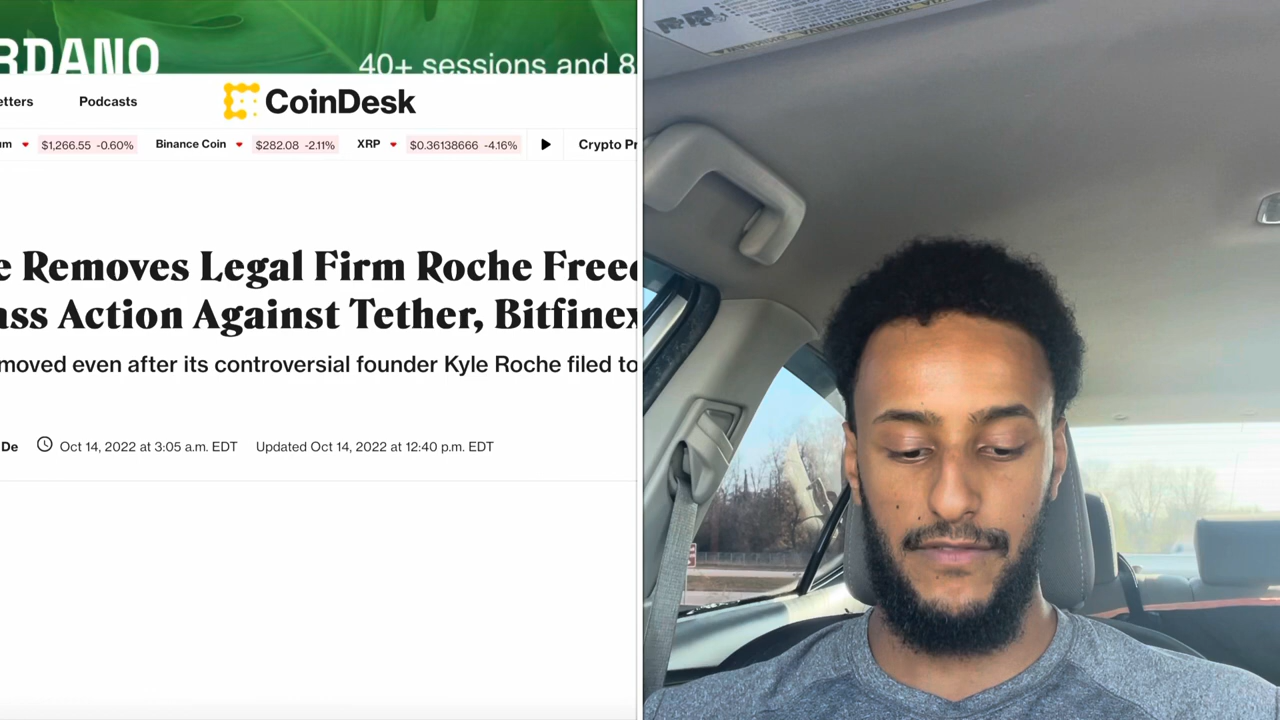 RDANO
40+ sessions and 8
etters Podcasts CoinDesk
um $1,266.55 -0.60% Binance Coin $282.08 -2.11% XRP $0.36138666 -4.16% Crypto Pr
e Removes Legal Firm Roche Freed
ass Action Against Tether, Bitfinex
moved even after its controversial founder Kyle Roche filed to
De Oct 14, 2022 at 3:05 a.m. EDT Updated Oct 14, 2022 at 12:40 p.m. EDT